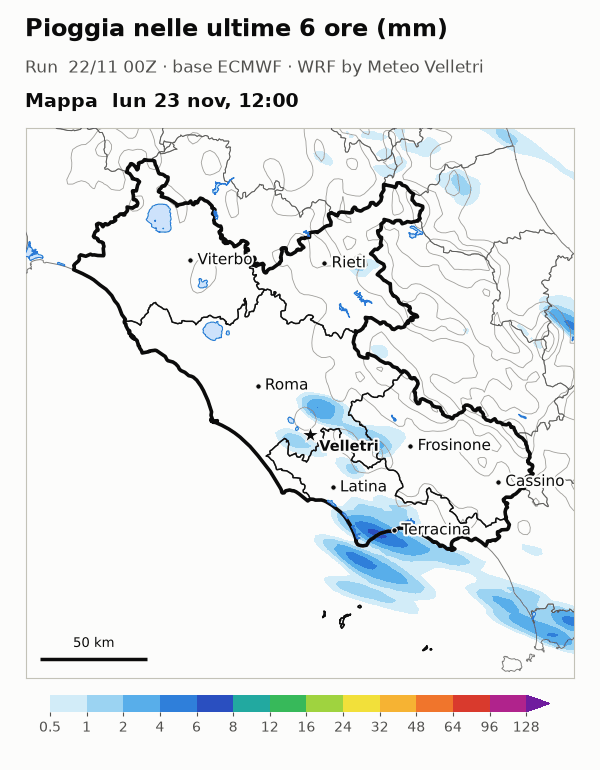 Pioggia nelle ultime 6 ore (mm)
Run  22/11 00Z · base ECMWF · WRF by Meteo Velletri
Mappa  lun 23 nov, 12:00
Viterbo
Rieti
Roma
Velletri
Frosinone
Latina
Cassino
Terracina
50 km
0.5 1 2 4 6 8 12 16 24 32 48 64 96 128